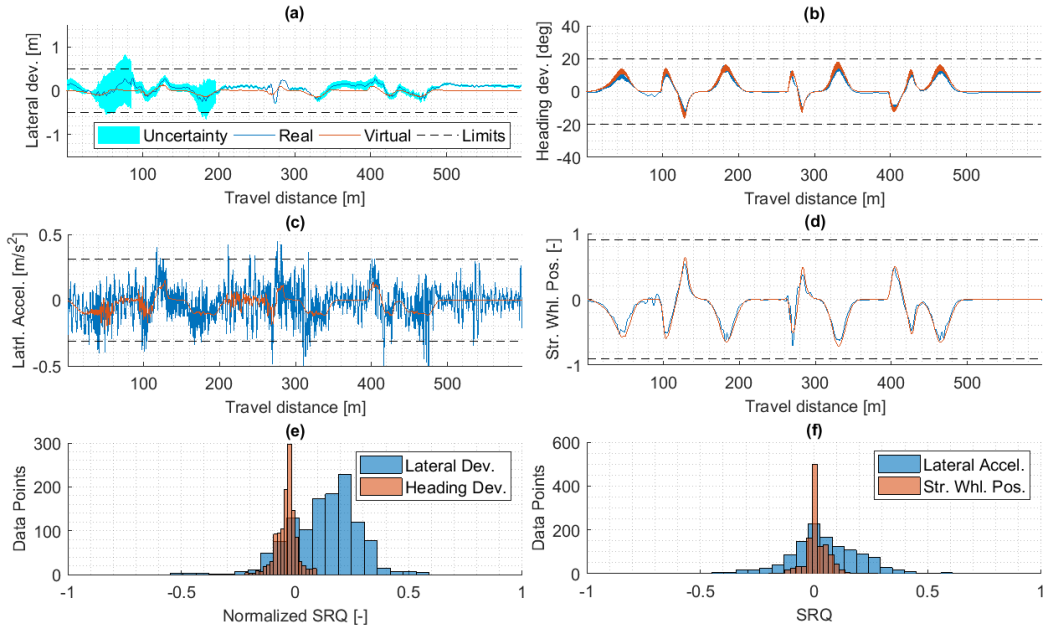 (a)
Lateral dev. [m]
1
0
-1
Uncertainty Real Virtual Limits
100 200 300 400 500
Travel distance [m]
(b)
Heading dev. [deg]
40
20
0
-20
-40
100 200 300 400 500
Travel distance [m]
(c)
Latrl. Accel. [m/s²]
0.5
0
-0.5
100 200 300 400 500
Travel distance [m]
(d)
Str. Whl. Pos. [-]
1
0
-1
100 200 300 400 500
Travel distance [m]
(e)
Data Points
300
200
100
0
Lateral Dev.
Heading Dev.
-1 -0.5 0 0.5 1
Normalized SRQ [-]
(f)
Data Points
600
400
200
0
Lateral Accel.
Str. Whl. Pos.
-1 -0.5 0 0.5 1
SRQ